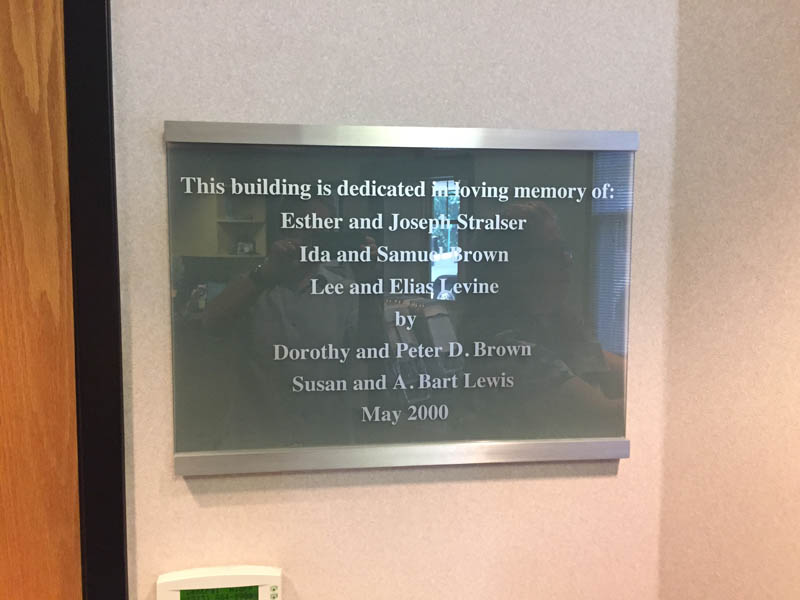 This building is dedicated in loving memory of:
Esther and Joseph Stralser
Ida and Samuel Brown
Lee and Elias Levine
by
Dorothy and Peter D. Brown
Susan and A. Bart Lewis
May 2000